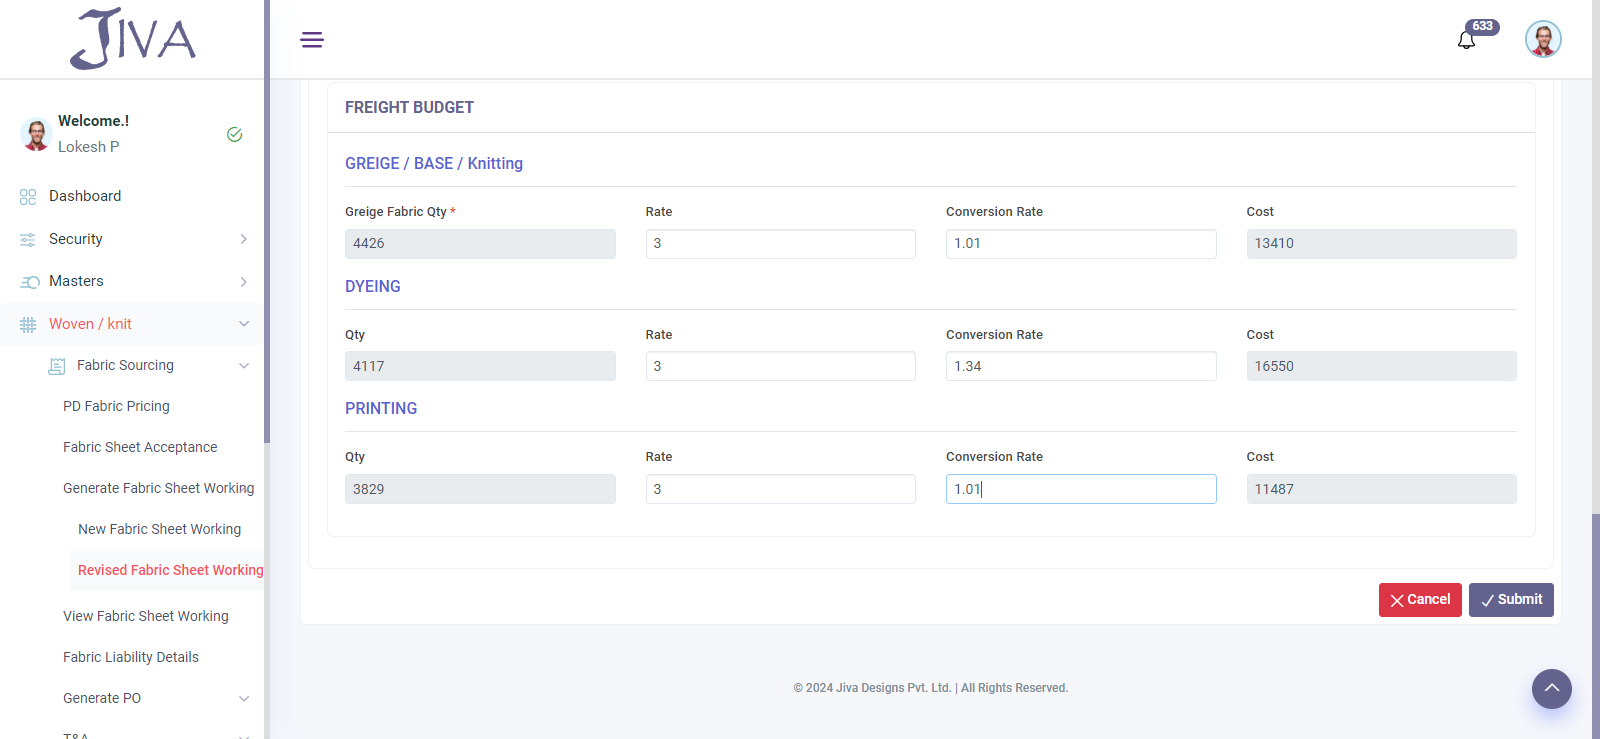 JIVA
633
Welcome.!
Lokesh P
Dashboard
Security
Masters
Woven / knit
Fabric Sourcing
PD Fabric Pricing
Fabric Sheet Acceptance
Generate Fabric Sheet Working
New Fabric Sheet Working
Revised Fabric Sheet Working
View Fabric Sheet Working
Fabric Liability Details
Generate PO
T&A
FREIGHT BUDGET
GREIGE / BASE / Knitting
Greige Fabric Qty * Rate Conversion Rate Cost
4426 3 1.01 13410
DYEING
Qty Rate Conversion Rate Cost
4117 3 1.34 16550
PRINTING
Qty Rate Conversion Rate Cost
3829 3 1.01 11487
Cancel Submit
© 2024 Jiva Designs Pvt. Ltd. | All Rights Reserved.